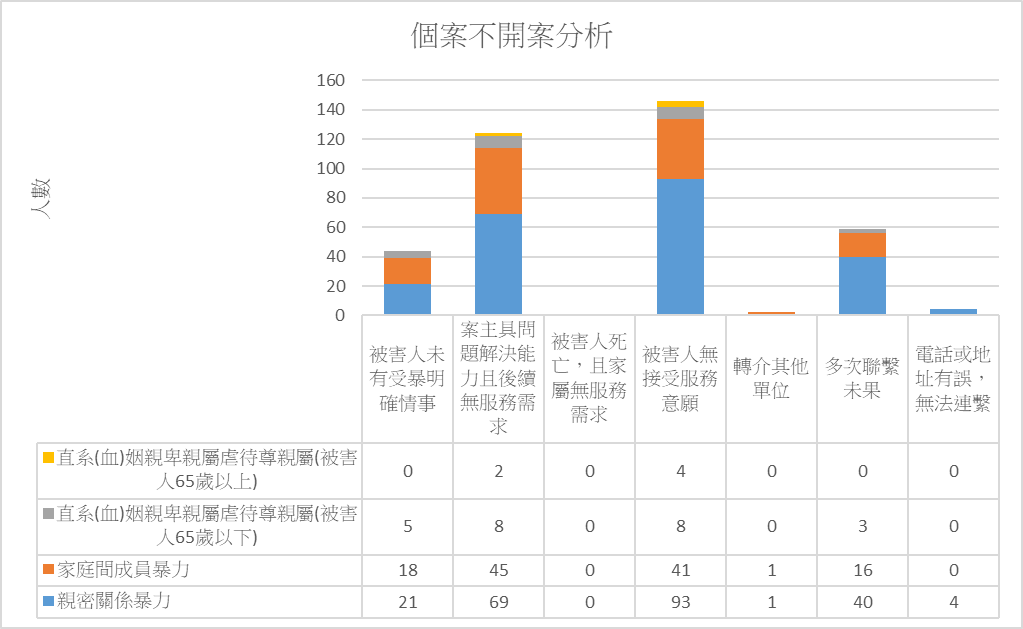 個案不開案分析
人數
160
140
120
100
80
60
40
20
0
被害人未
有受暴明
確情事
案主具問
題解決能
力且後續
無服務需
求
被害人死
亡，且家
屬無服務
需求
被害人無
接受服務
意願
轉介其他
單位
多次聯繫
未果
電話或地
址有誤，
無法連繫
直系(血)姻親卑親屬虐待尊親屬(被害
人65歲以上)
0 2 0 4 0 0 0
直系(血)姻親卑親屬虐待尊親屬(被害
人65歲以下)
5 8 0 8 0 3 0
家庭間成員暴力 18 45 0 41 1 16 0
親密關係暴力 21 69 0 93 1 40 4